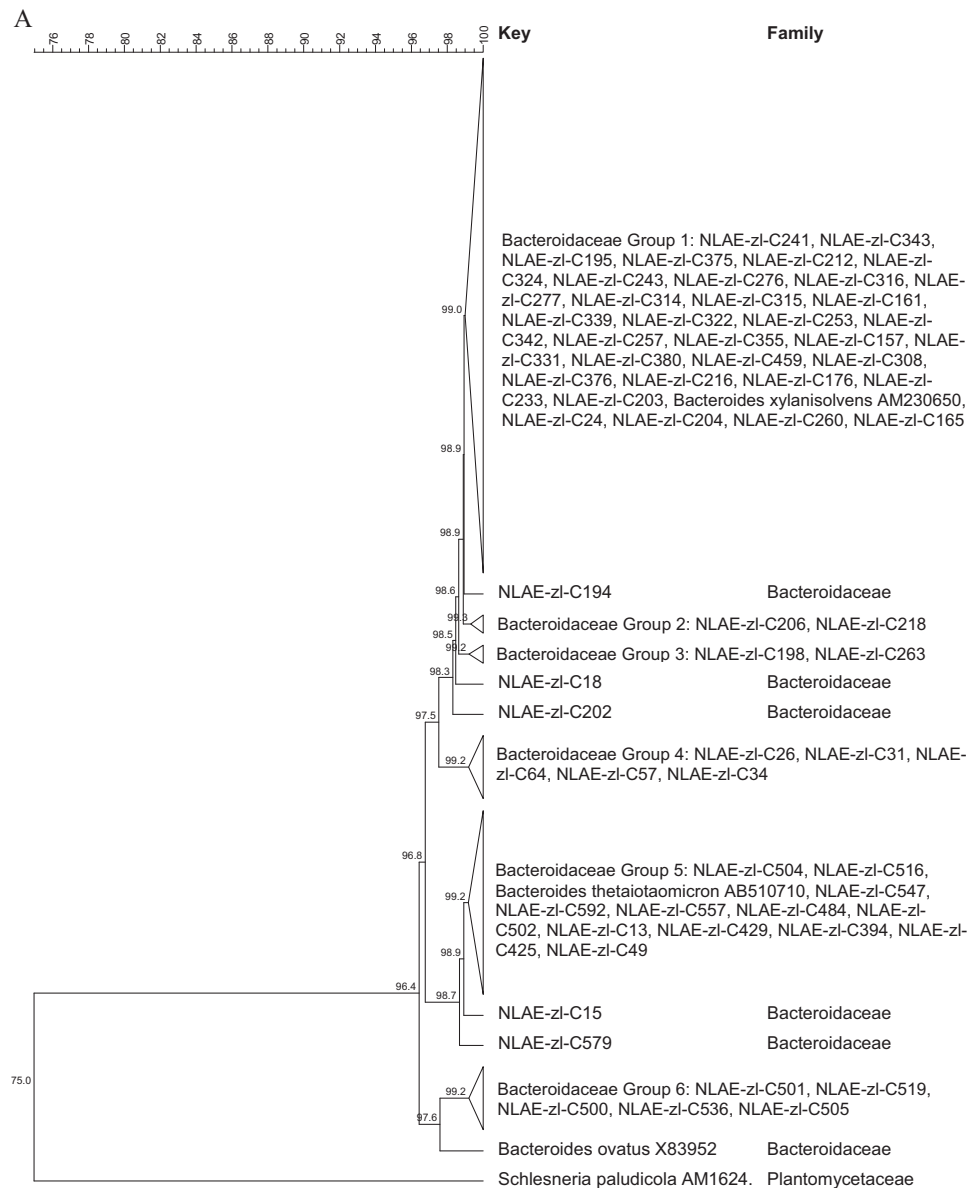 A
76 78 80 82 84 86 88 90 92 94 96 98 100
Key Family
Bacteroidaceae Group 1: NLAE-zl-C241, NLAE-zl-C343,
NLAE-zl-C195, NLAE-zl-C375, NLAE-zl-C212, NLAE-zl-
C324, NLAE-zl-C243, NLAE-zl-C276, NLAE-zl-C316, NLAE-
zl-C277, NLAE-zl-C314, NLAE-zl-C315, NLAE-zl-C161,
99.0
NLAE-zl-C339, NLAE-zl-C322, NLAE-zl-C253, NLAE-zl-
C342, NLAE-zl-C257, NLAE-zl-C355, NLAE-zl-C157, NLAE-
zl-C331, NLAE-zl-C380, NLAE-zl-C459, NLAE-zl-C308,
NLAE-zl-C376, NLAE-zl-C216, NLAE-zl-C176, NLAE-zl-
C233, NLAE-zl-C203, Bacteroides xylanisolvens AM230650,
NLAE-zl-C24, NLAE-zl-C204, NLAE-zl-C260, NLAE-zl-C165
98.9
98.9
98.6
NLAE-zl-C194 Bacteroidaceae
99.3
Bacteroidaceae Group 2: NLAE-zl-C206, NLAE-zl-C218
98.5
99.2
Bacteroidaceae Group 3: NLAE-zl-C198, NLAE-zl-C263
98.3
NLAE-zl-C18 Bacteroidaceae
NLAE-zl-C202 Bacteroidaceae
97.5
99.2
Bacteroidaceae Group 4: NLAE-zl-C26, NLAE-zl-C31, NLAE-
zl-C64, NLAE-zl-C57, NLAE-zl-C34
96.8
Bacteroidaceae Group 5: NLAE-zl-C504, NLAE-zl-C516,
Bacteroides thetaiotaomicron AB510710, NLAE-zl-C547,
99.2
NLAE-zl-C592, NLAE-zl-C557, NLAE-zl-C484, NLAE-zl-
C502, NLAE-zl-C13, NLAE-zl-C429, NLAE-zl-C394, NLAE-zl-
C425, NLAE-zl-C49
98.9
96.4
98.7
NLAE-zl-C15 Bacteroidaceae
NLAE-zl-C579 Bacteroidaceae
75.0
99.2
Bacteroidaceae Group 6: NLAE-zl-C501, NLAE-zl-C519,
NLAE-zl-C500, NLAE-zl-C536, NLAE-zl-C505
97.6
Bacteroides ovatus X83952 Bacteroidaceae
Schlesneria paludicola AM1624. Plantomycetaceae